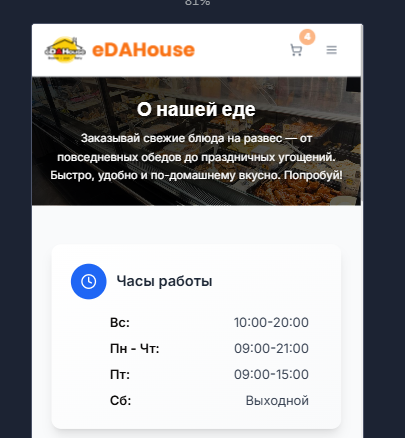 81%
eDAHouse
eDAHouse
4
О нашей еде
Заказывай свежие блюда на развес — от
повседневных обедов до праздничных угощений.
Быстро, удобно и по-домашнему вкусно. Попробуй!
Часы работы
Вс: 10:00-20:00
Пн - Чт: 09:00-21:00
Пт: 09:00-15:00
Сб: Выходной